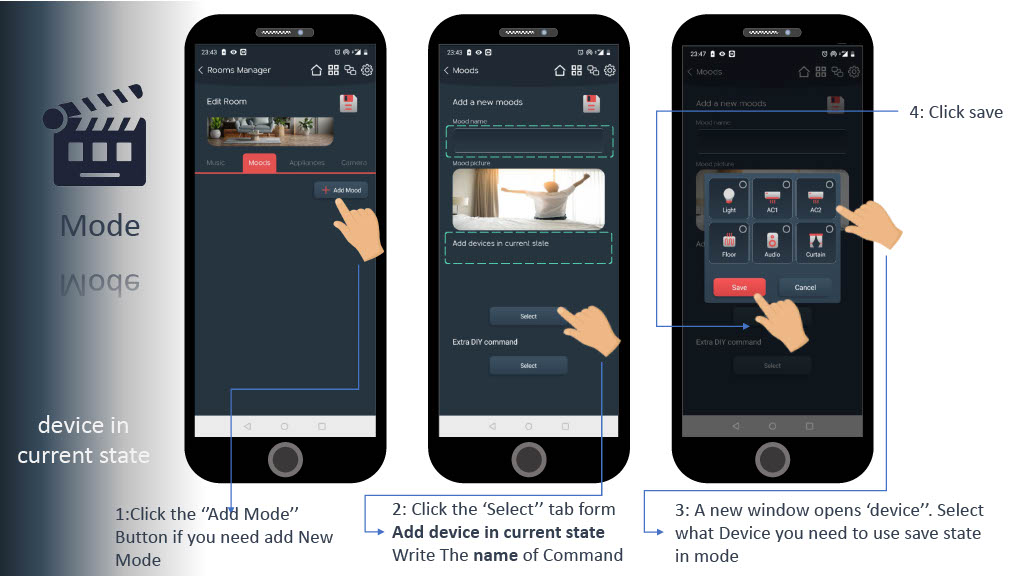 Mode
Mode
device in
current state
23:43
Rooms Manager
Edit Room
Music Moods Appliances Camera
+ Add Mood
1:Click the ‘’Add Mode’’
Button if you need add New
Mode
23:43
Moods
Add a new moods
Mood name
Mood picture
Add devices in current state
Select
Extra DIY command
Select
2: Click the ‘Select’’ tab form
Add device in current state
Write The name of Command
23:47
Moods
Add a new moods
Mood name
Mood picture
Light AC1 AC2
Floor Audio Curtain
Save Cancel
Extra DIY command
Select
4: Click save
3: A new window opens ‘device’’. Select
what Device you need to use save state
in mode